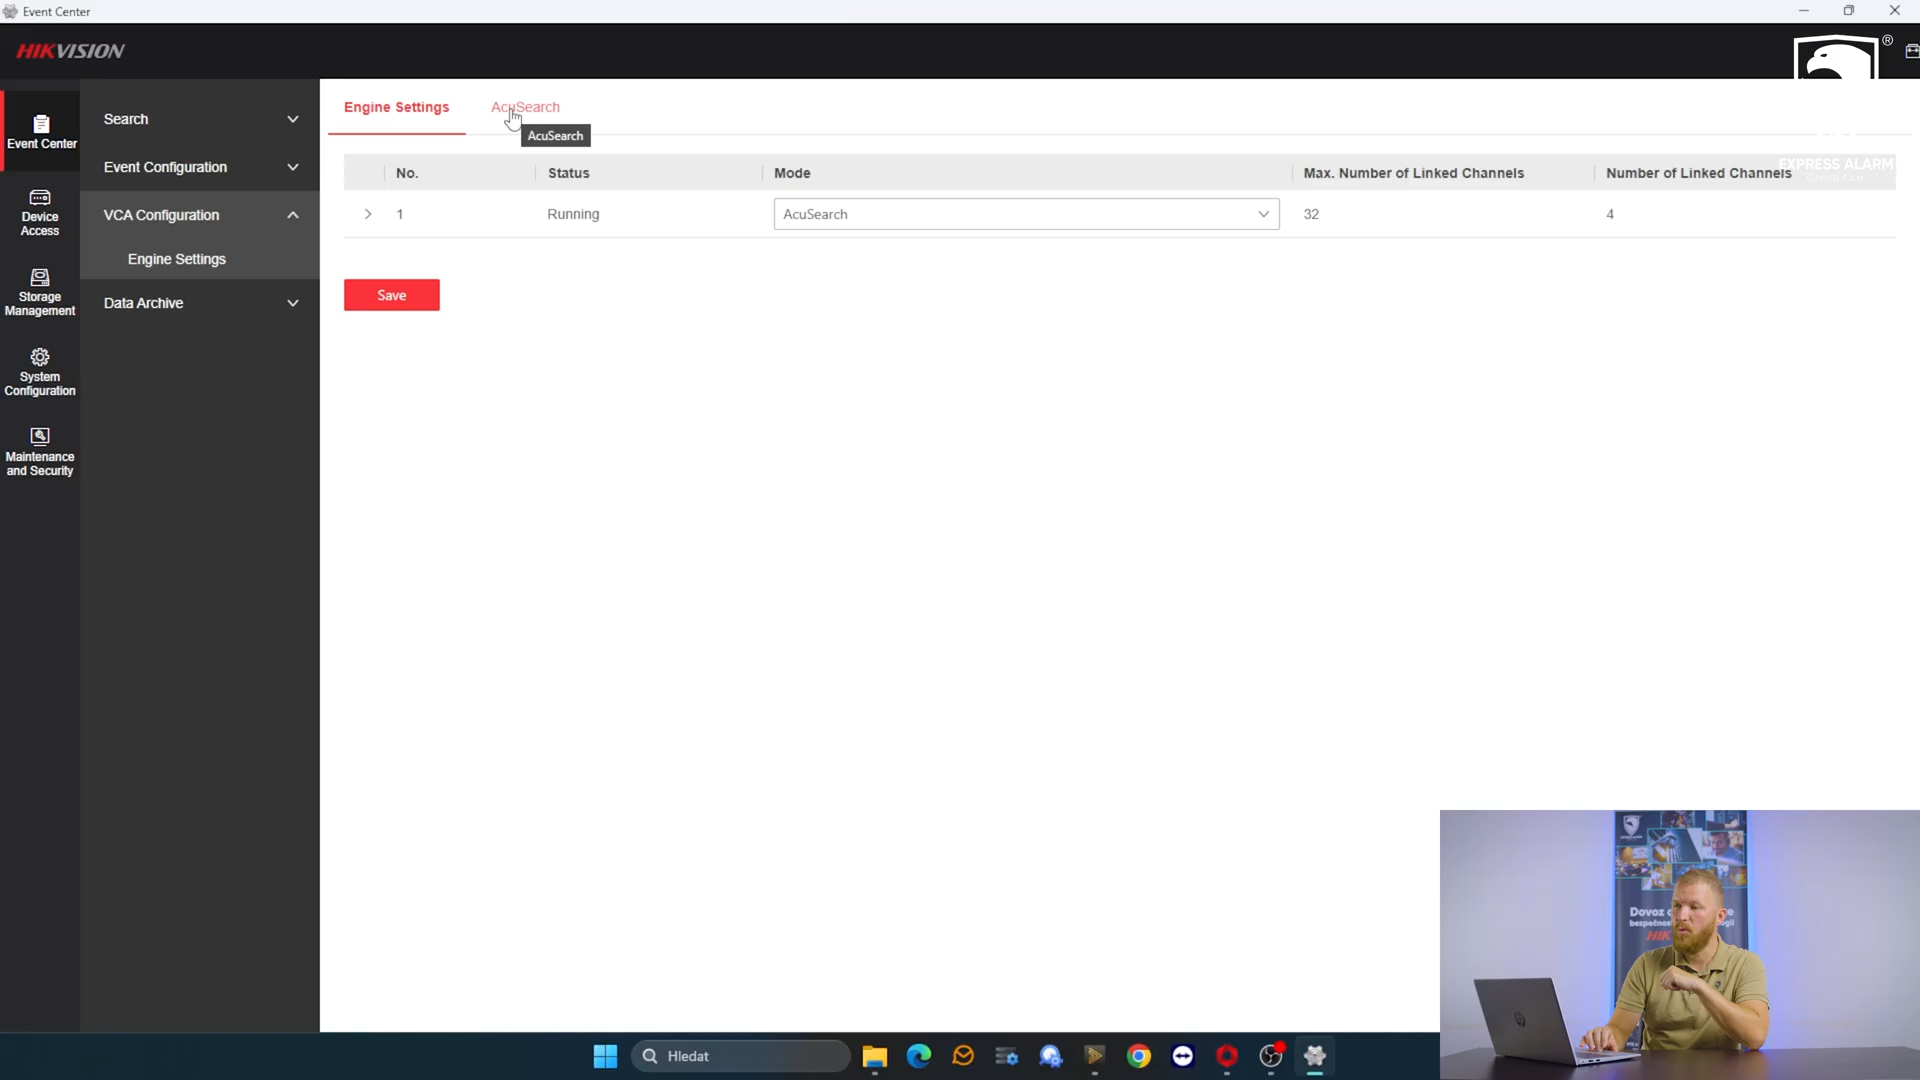 Event Center
HIKVISION
®
Event Center
Device
Access
Storage
Management
System
Configuration
Maintenance
and Security
Search
Event Configuration
VCA Configuration
Engine Settings
Data Archive
Engine Settings
AcuSearch
AcuSearch
No. Status Mode Max. Number of Linked Channels Number of Linked Channels
EXPRESS ALARM
1 Running AcuSearch 32 4
Save
Dovoz
HIK
Hledat